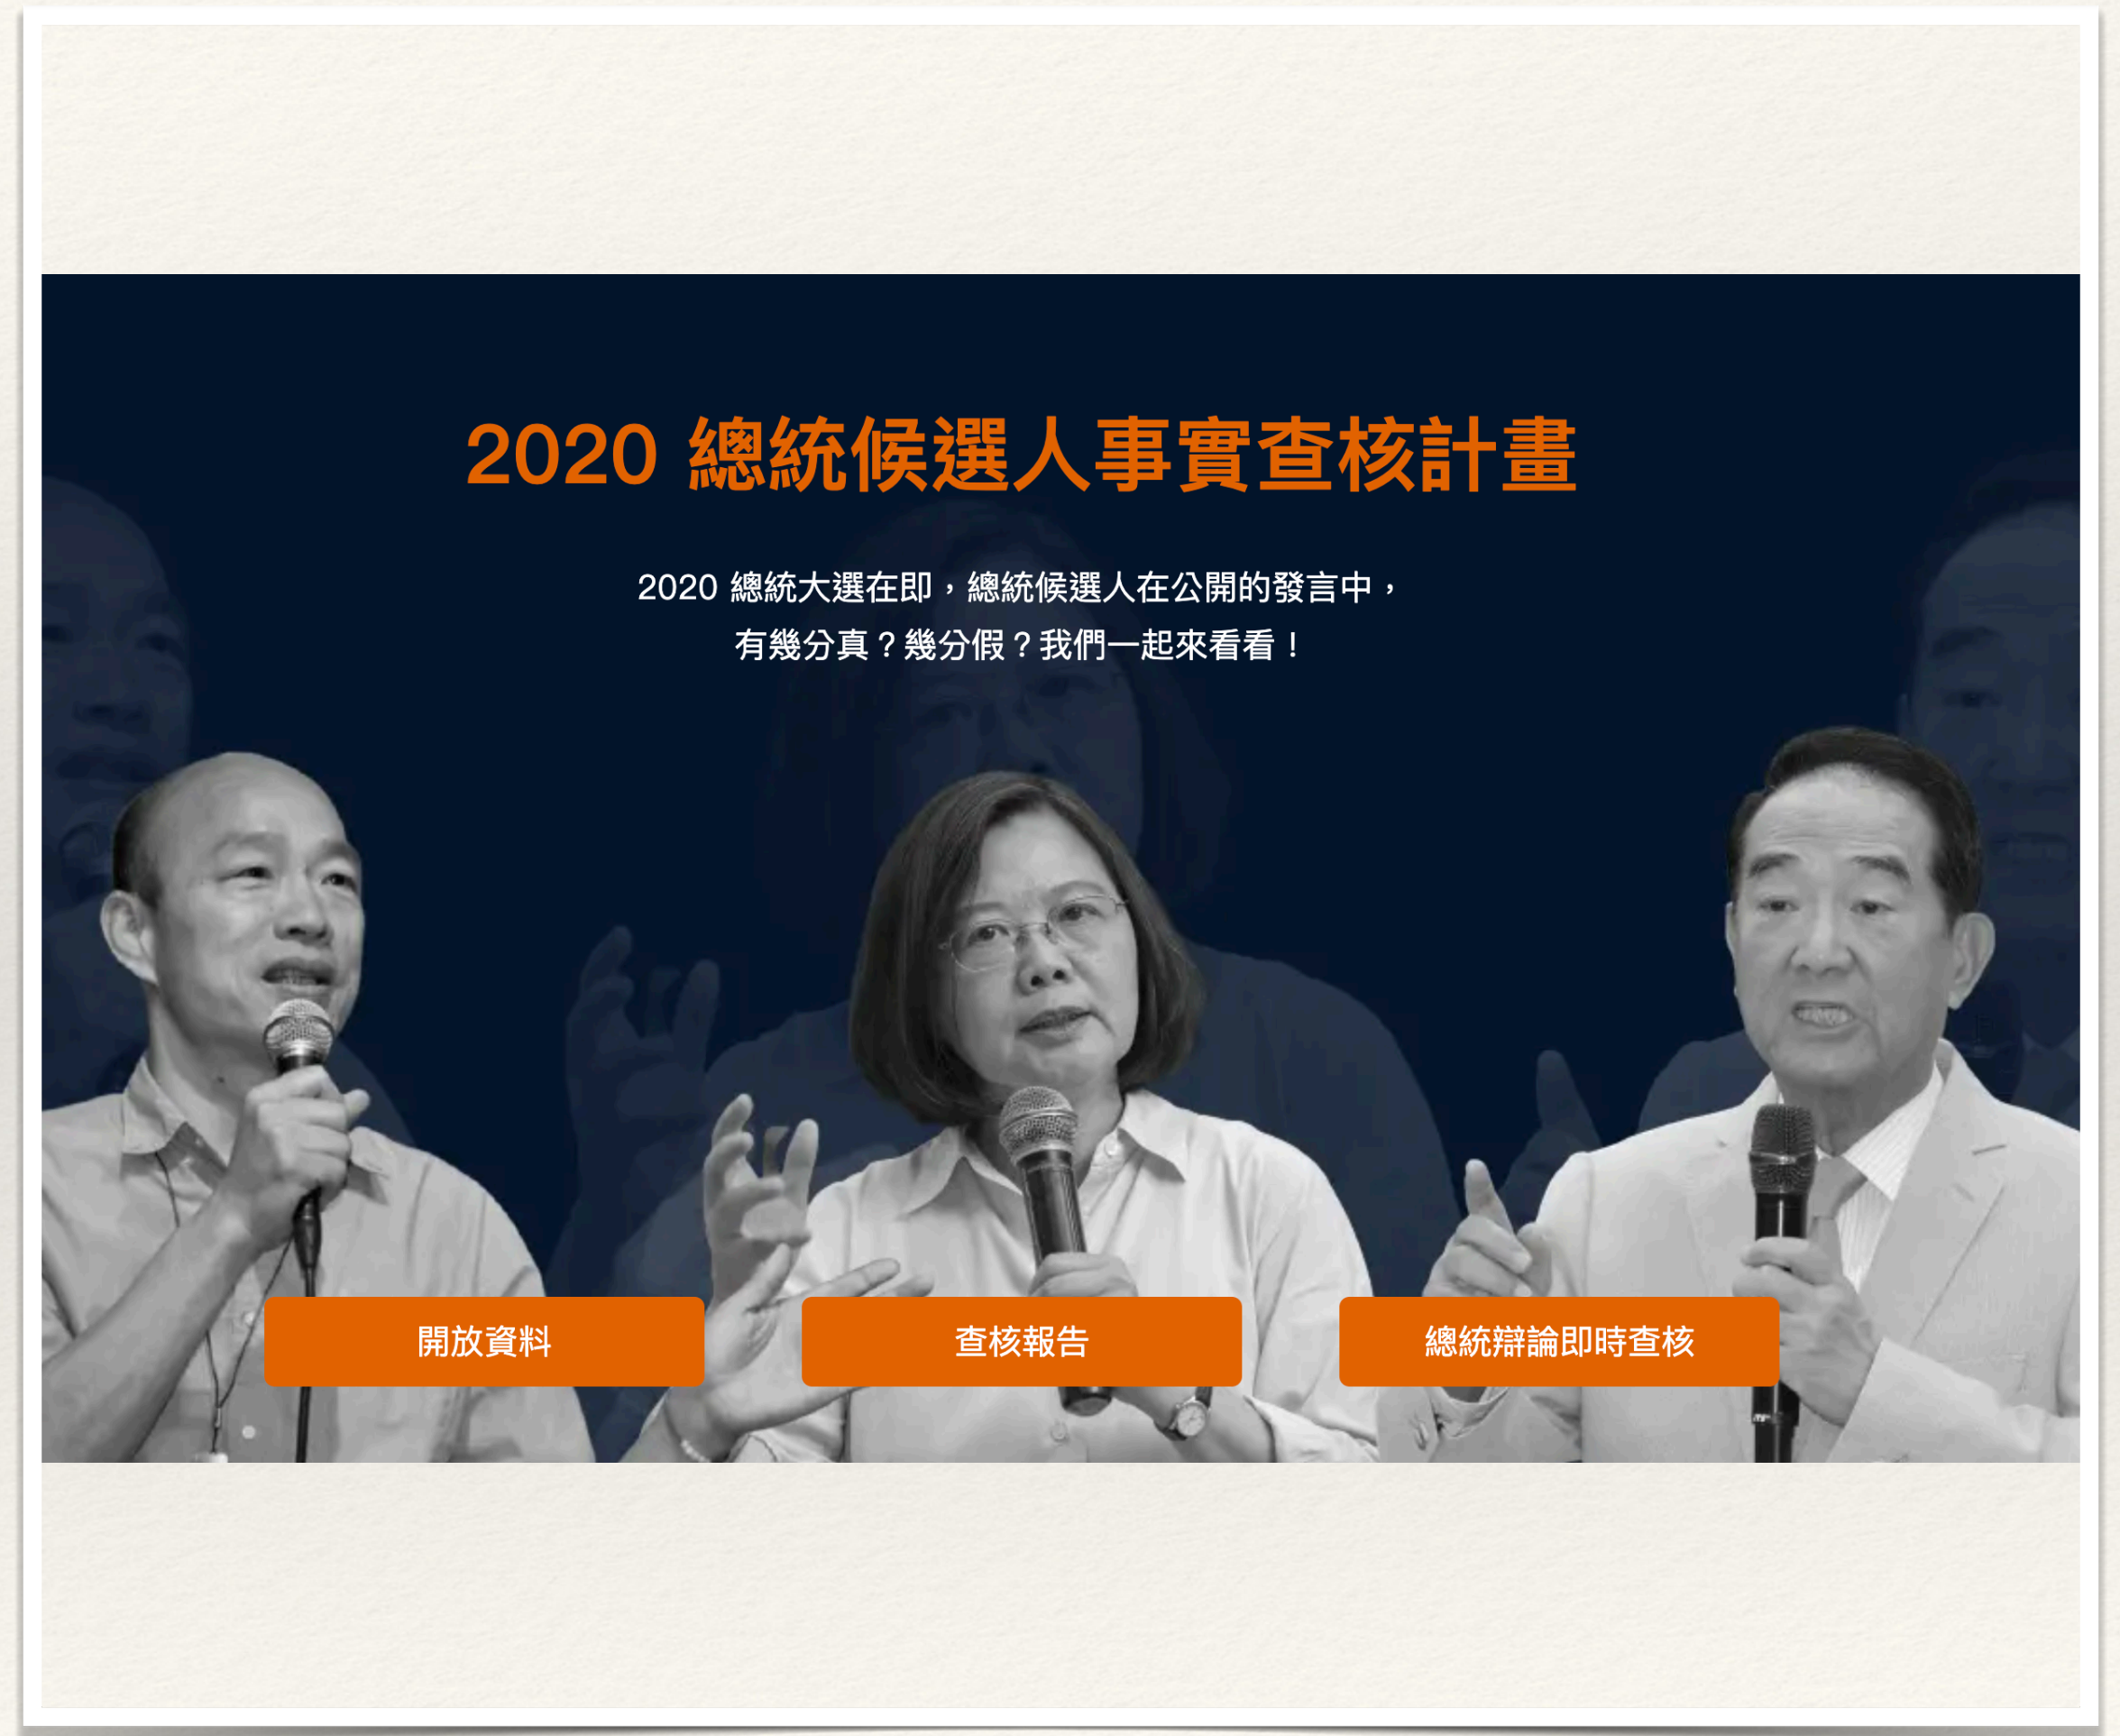 2020 總統候選人事實查核計畫
2020 總統大選在即，總統候選人在公開的發言中，
有幾分真？幾分假？我們一起來看看！
開放資料
查核報告
總統辯論即時查核